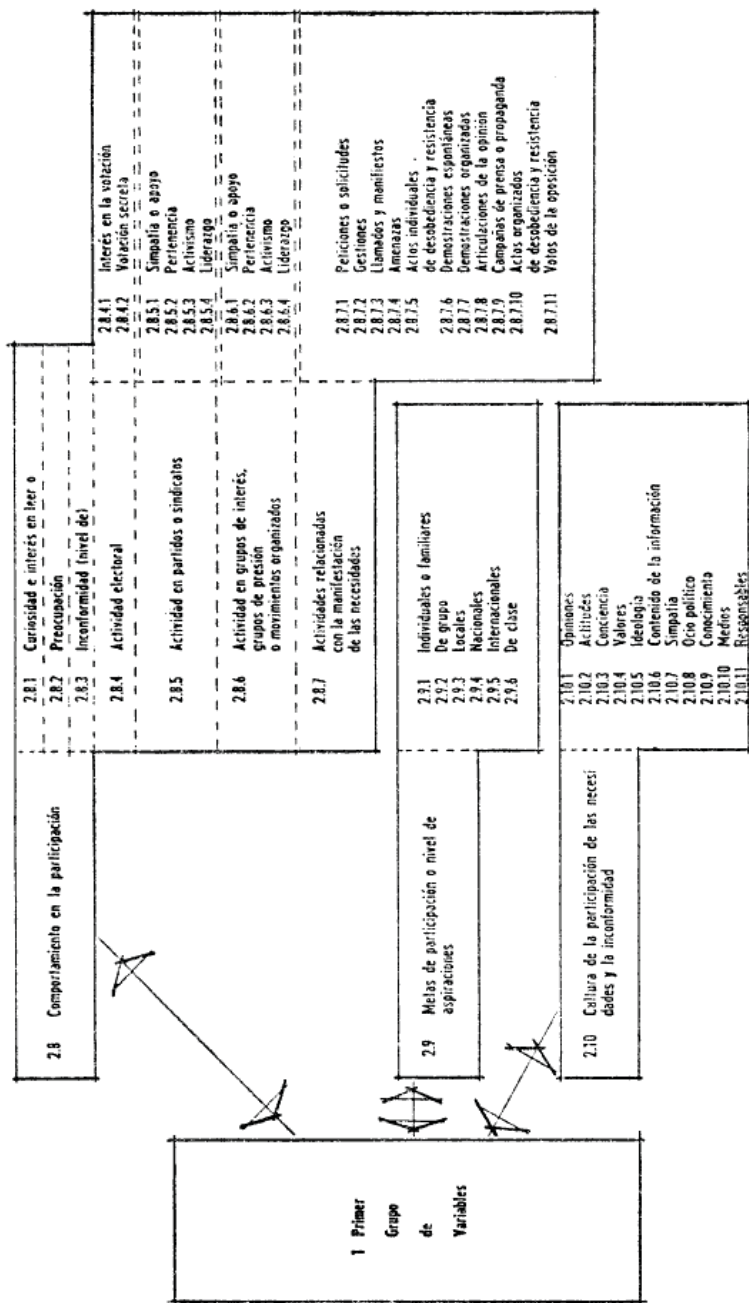 1 Primer
Grupo
de
Variables
2.8 Comportamiento en la participación
2.8.1 Curiosidad e interés en leer o
2.8.2 Preocupación
2.8.3 Inconformidad (nivel de)
2.8.4 Actividad electoral
2.8.4.1 Interés en la votación
2.8.4.2 Votación secreta
2.8.5 Actividad en partidos o sindicatos
2.8.5.1 Simpatía o apoyo
2.8.5.2 Pertenencia
2.8.5.3 Activismo
2.8.5.4 Liderazgo
2.8.6 Actividad en grupos de interés,
grupos de presión
o movimientos organizados
2.8.6.1 Simpatía o apoyo
2.8.6.2 Pertenencia
2.8.6.3 Activismo
2.8.6.4 Liderazgo
2.8.7 Actividades relacionadas
con la manifestación
de las necesidades
2.8.7.1 Peticiones o solicitudes
2.8.7.2 Gestiones
2.8.7.3 Llamados y manifiestos
2.8.7.4 Amenazas
2.8.7.5 Actos individuales
de desobediencia y resistencia
2.8.7.6 Demostraciones espontáneas
2.8.7.7 Demostraciones organizadas
2.8.7.8 Articulaciones de la opinión
2.8.7.9 Campañas de prensa o propaganda
2.8.7.10 Actos organizados
de desobediencia y resistencia
2.8.7.11 Votos de la oposición
2.9 Metas de participación o nivel de
aspiraciones
2.9.1 Individuales o familiares
2.9.2 De grupo
2.9.3 Locales
2.9.4 Nacionales
2.9.5 Internacionales
2.9.6 De clase
2.10 Cultura de la participación de las necesi
dades y la inconformidad
2.10.1 Opiniones
2.10.2 Actitudes
2.10.3 Conciencia
2.10.4 Valores
2.10.5 Ideología
2.10.6 Contenido de la información
2.10.7 Simpatía
2.10.8 Ocio político
2.10.9 Conocimiento
2.10.10 Medios
2.10.11 Responsables